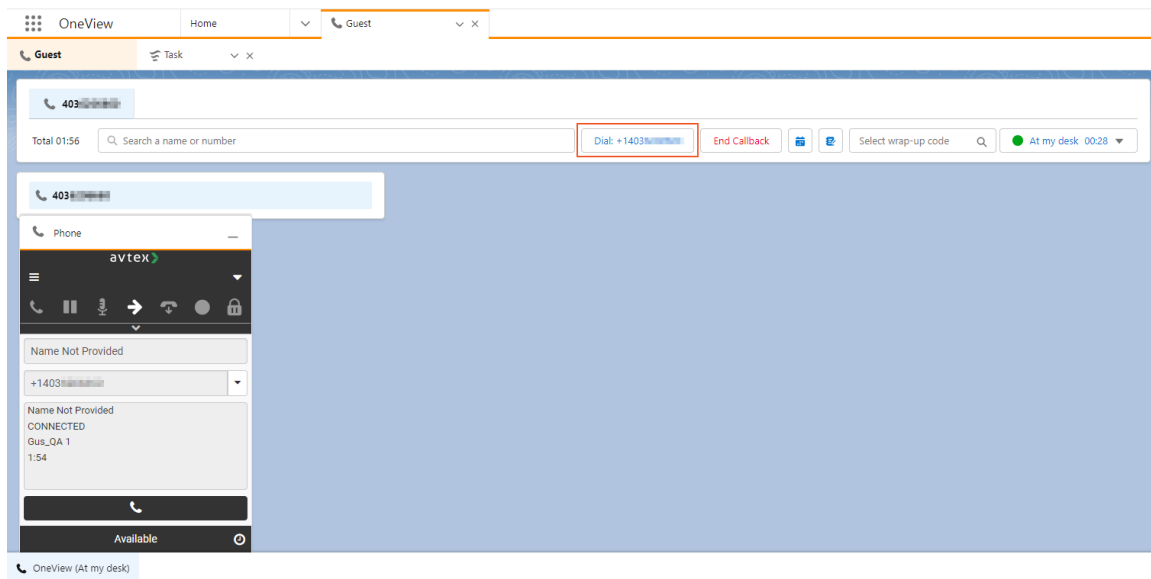 OneView Home Guest
Guest Task
403
Total 01:56 Search a name or number Dial: +1403 End Callback Select wrap-up code At my desk 00:28
403
Phone
avtex
Name Not Provided
+1403
Name Not Provided
CONNECTED
Gus_QA 1
1:54
Available
OneView (At my desk)